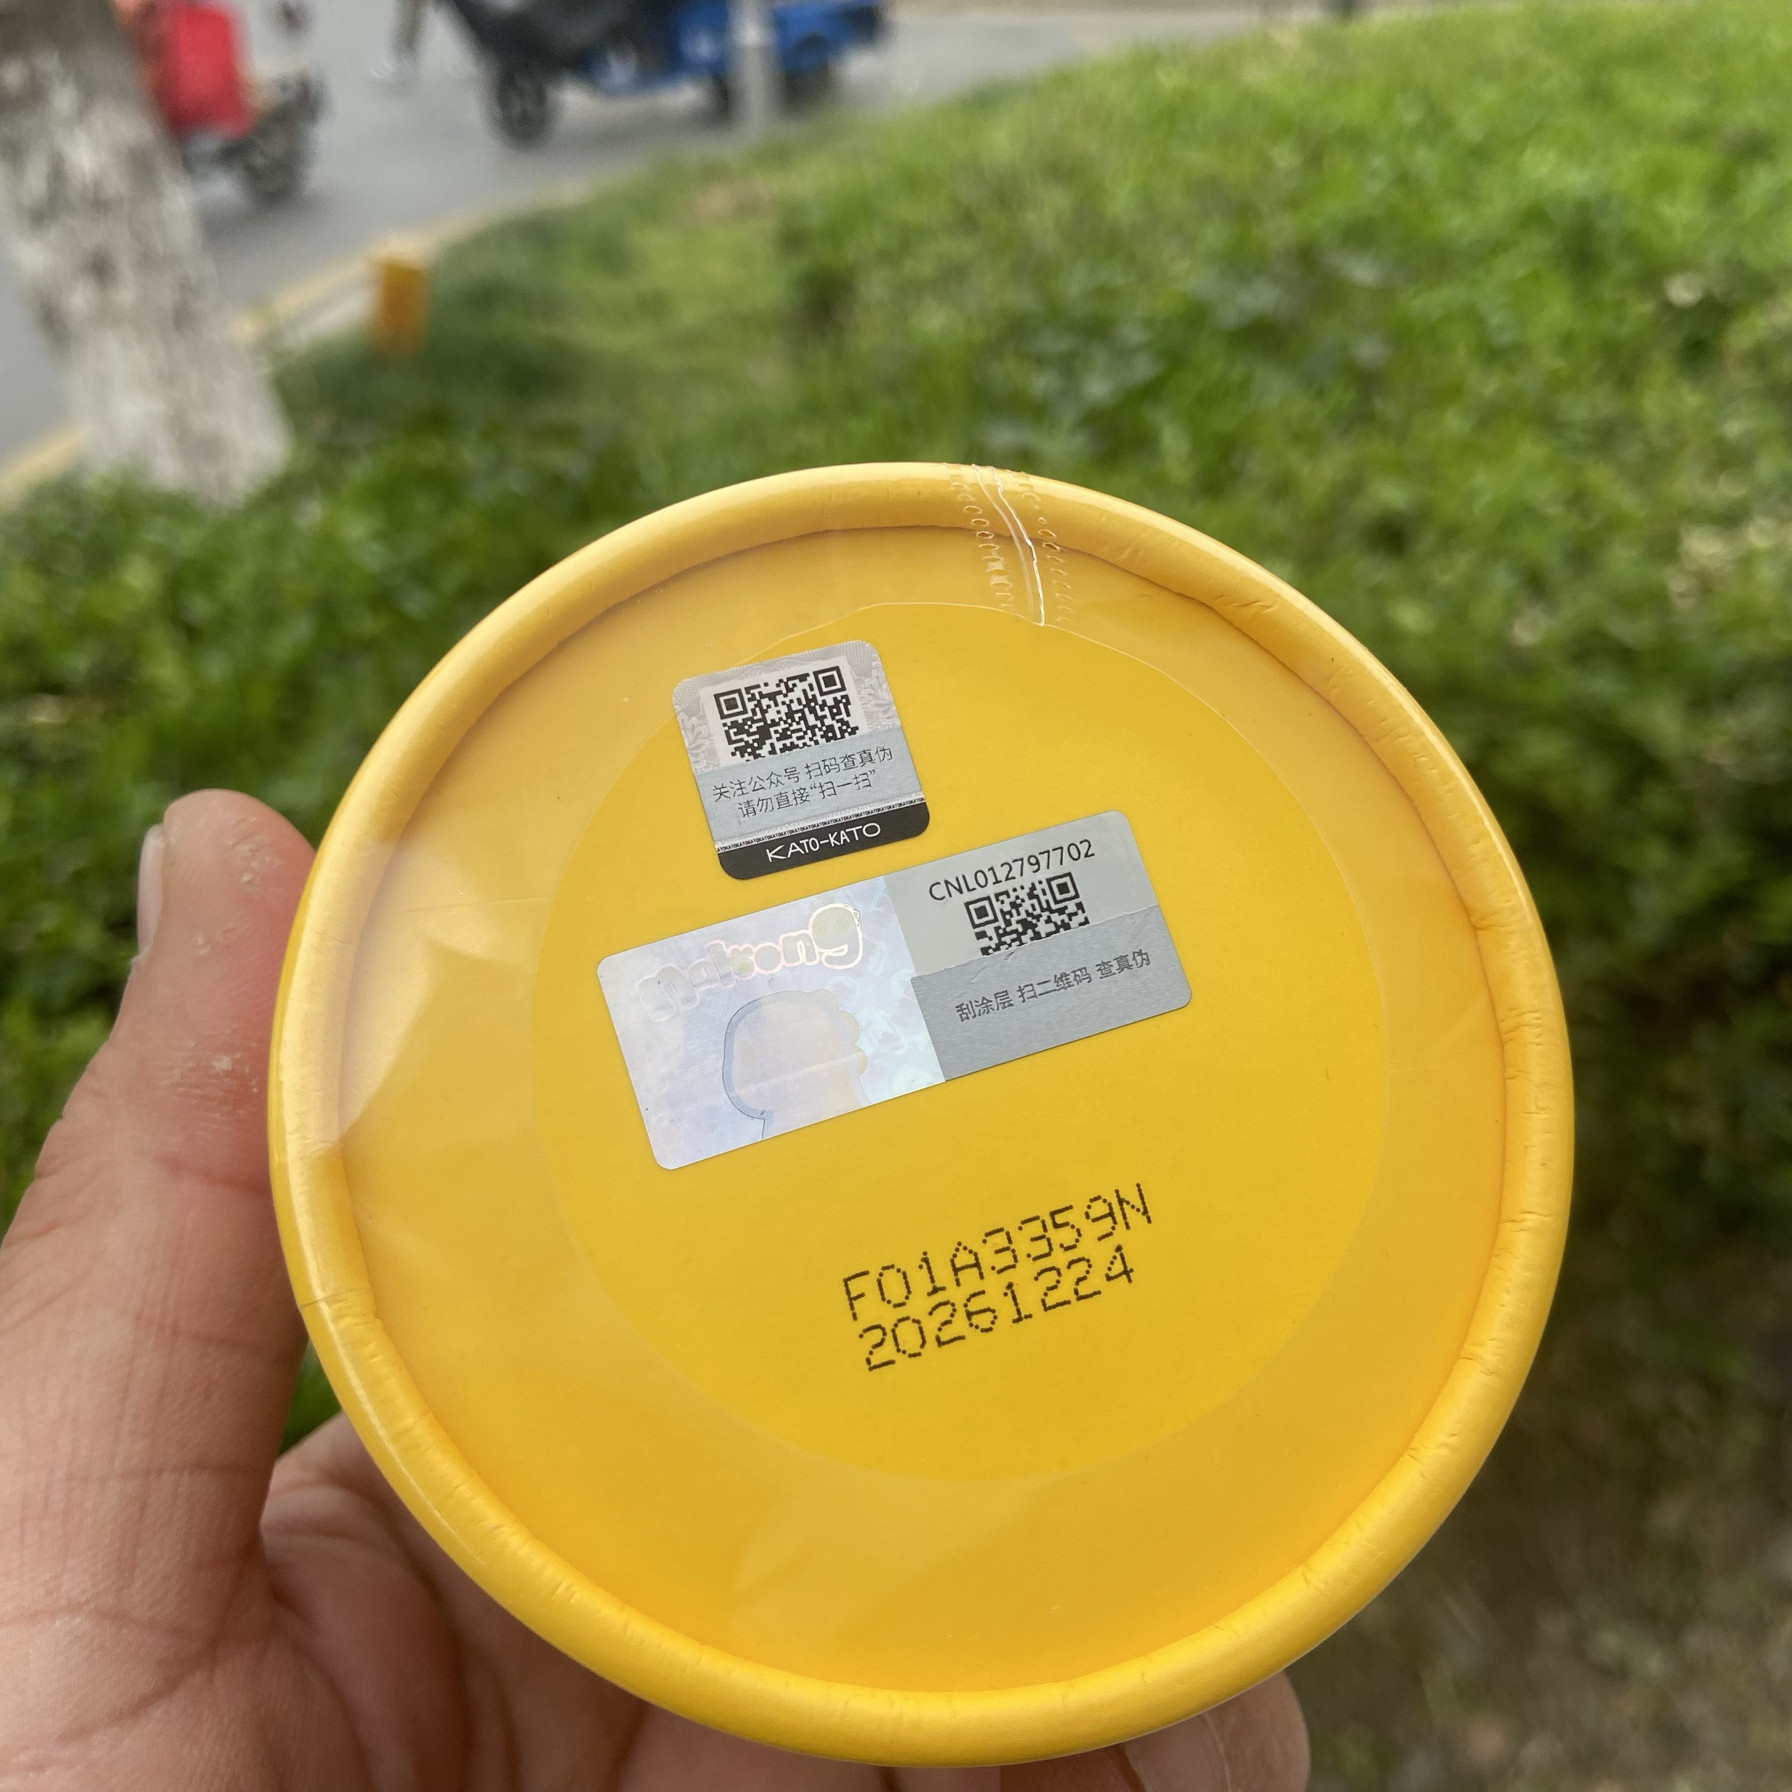 关注公众号 扫码查真伪
请勿直接“扫一扫”
KATO-KATO
CNL012797702
刮涂层 扫二维码 查真伪
F01A3359N
20261224